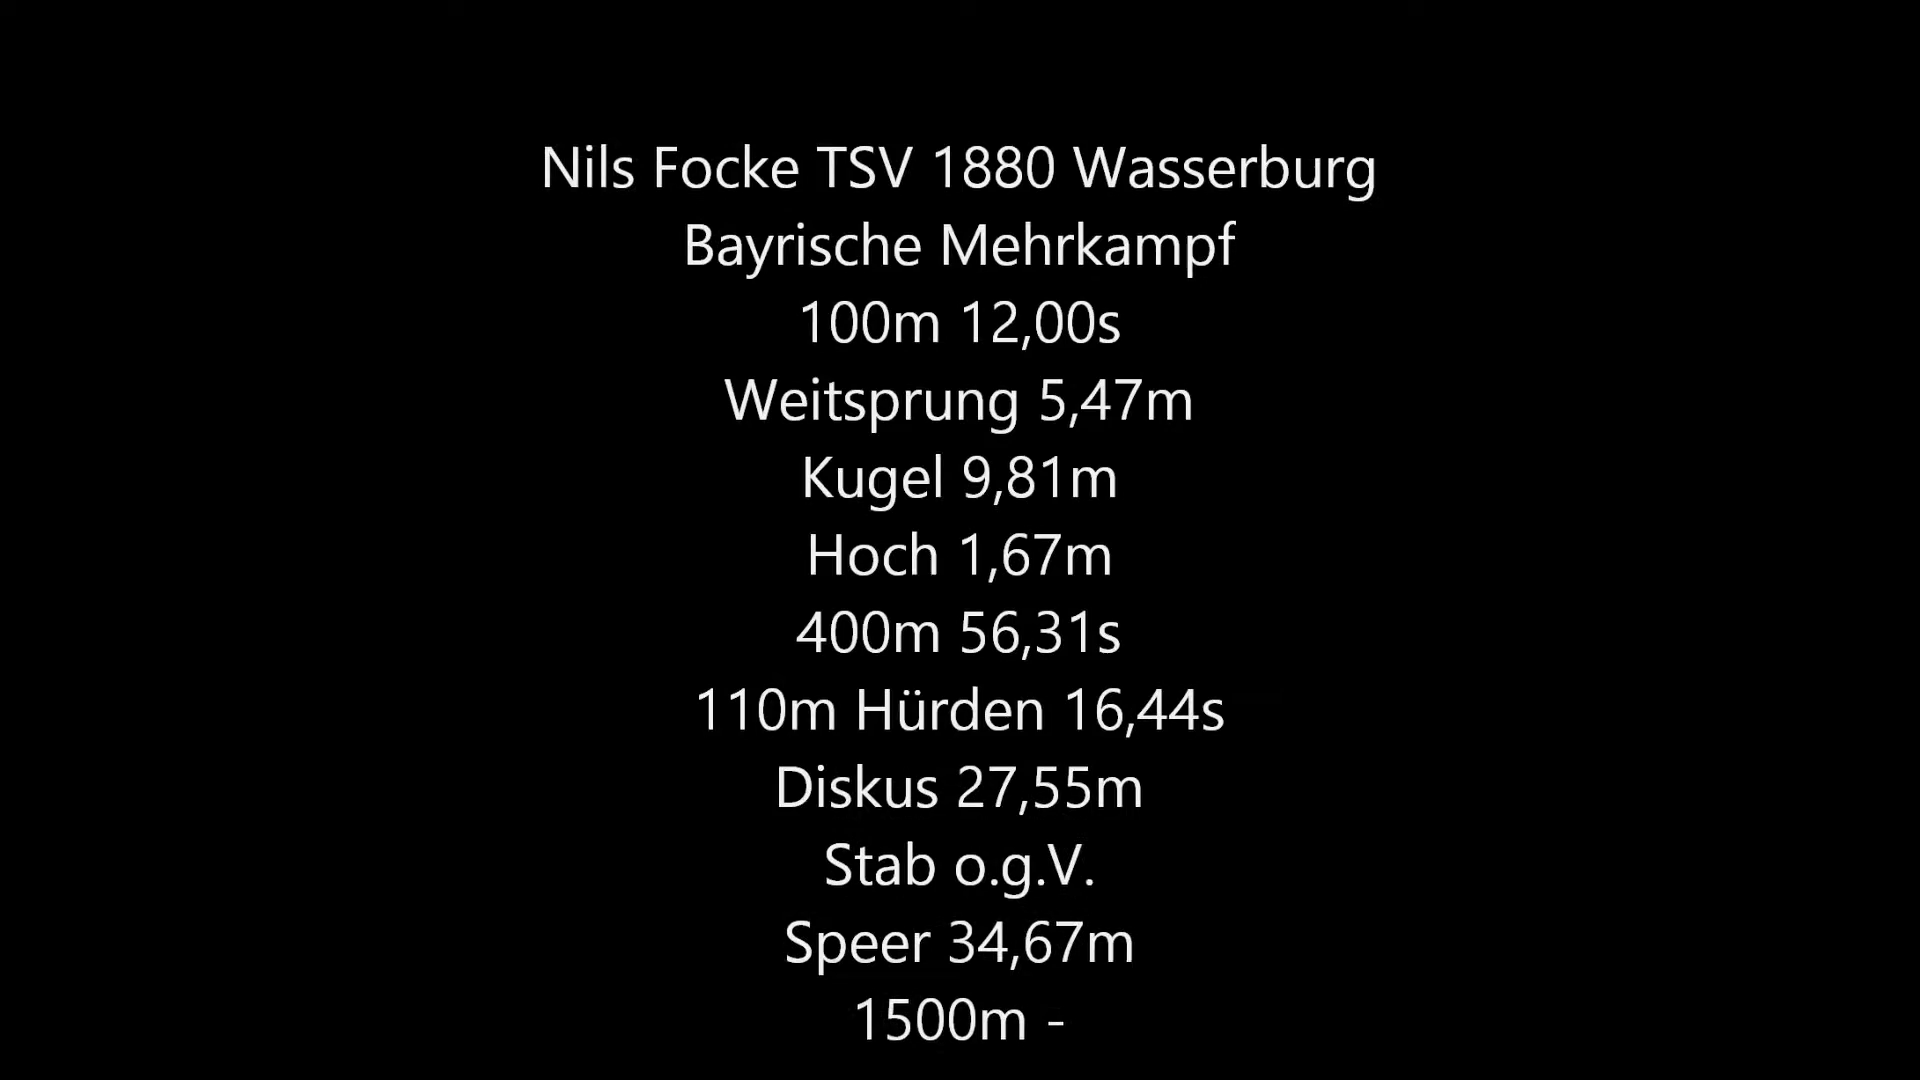 Nils Focke TSV 1880 Wasserburg
Bayrische Mehrkampf
100m 12,00s
Weitsprung 5,47m
Kugel 9,81m
Hoch 1,67m
400m 56,31s
110m Hürden 16,44s
Diskus 27,55m
Stab o.g.V.
Speer 34,67m
1500m -